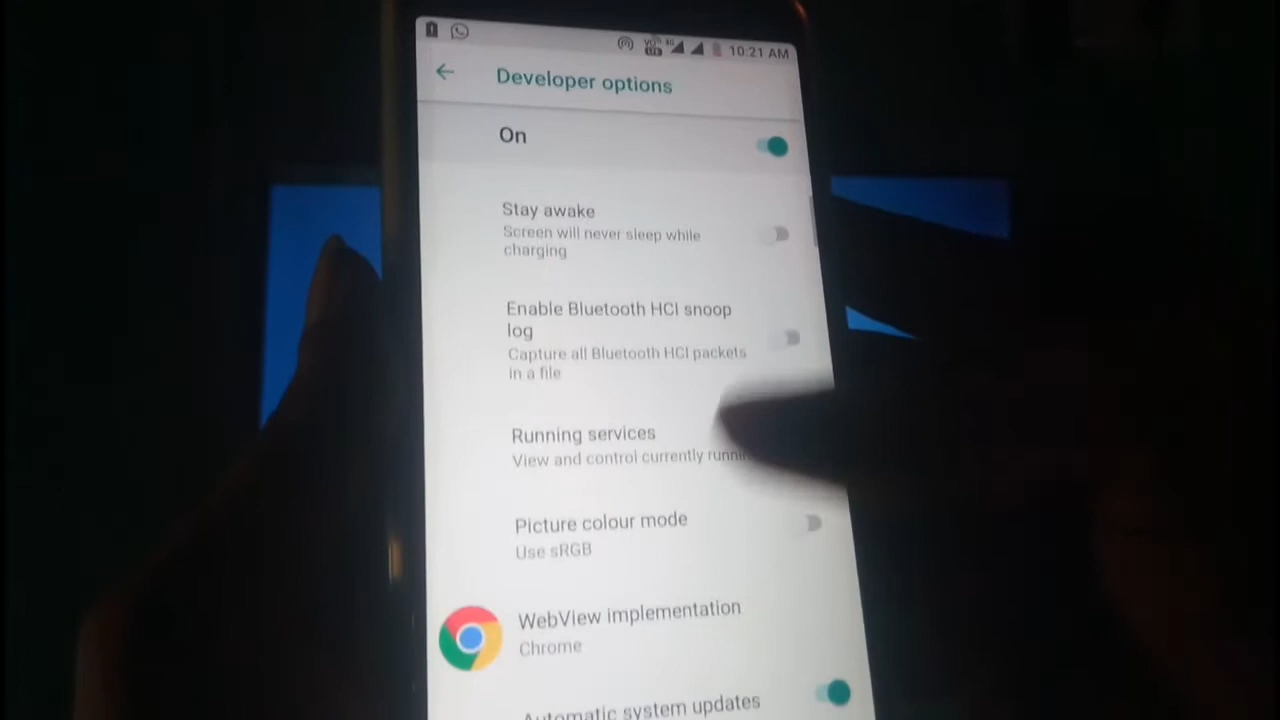 10:21 AM
Developer options
On
Stay awake
Screen will never sleep while
charging
Enable Bluetooth HCI snoop
log
Capture all Bluetooth HCI packets
in a file
Running services
View and control currently
Picture colour mode
Use sRGB
WebView implementation
Chrome
Automatic system updates